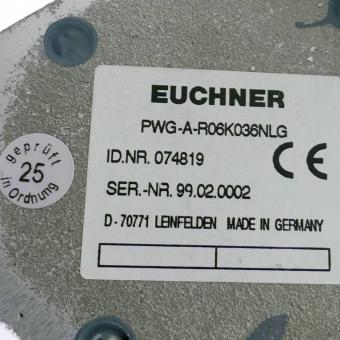 EUCHNER
PWG-A-R06K036NLG
ID.NR. 074819
CE
SER.-NR. 99.02.0002
D - 70771 LEINFELDEN MADE IN GERMANY
geprüft
25
in Ordnung